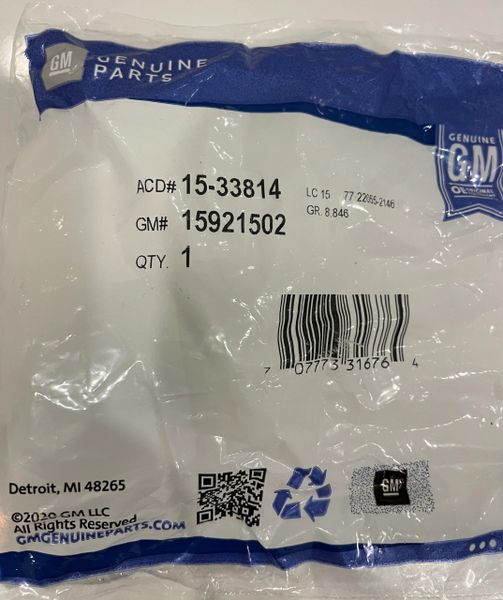 GM GENUINE
PARTS
GENUINE
GM
ACD# 15-33814
LC 15 77 22655-2146
GM# 15921502
GR. 8.846
QTY. 1
7 07773 31676 4
Detroit, MI 48265
GM
©2020 GM LLC
All Rights Reserved
GMGENUINEPARTS.COM